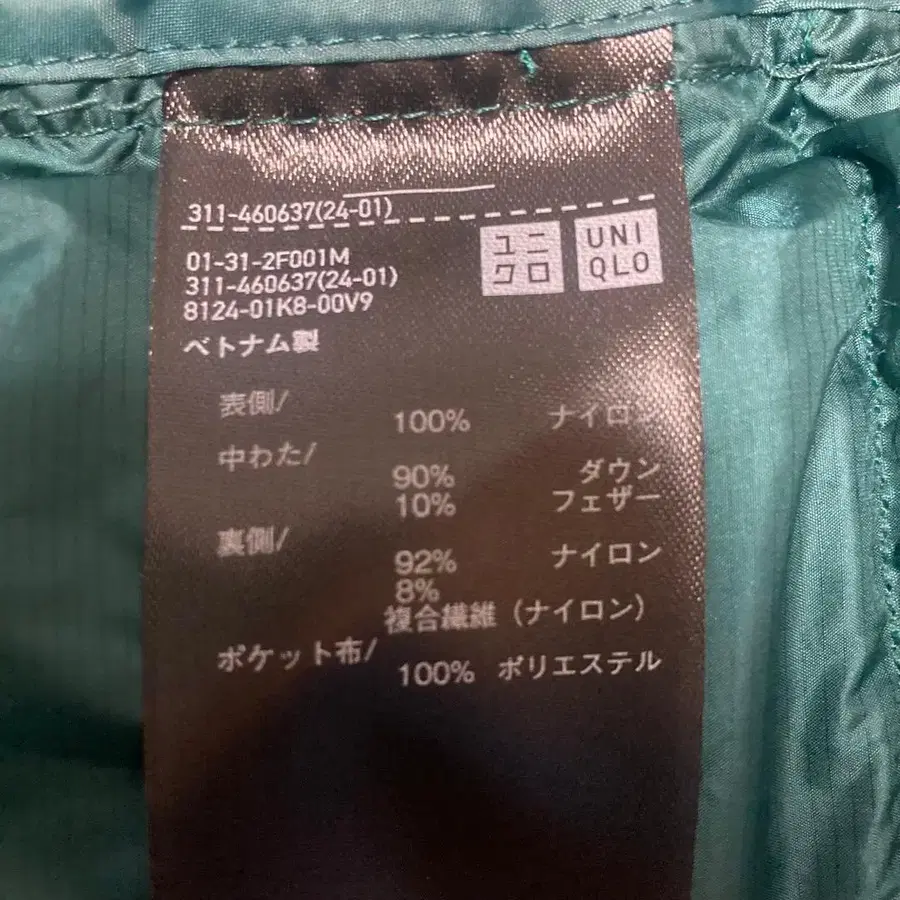 311-460637(24-01)
ユニ
クロ
UNI
QLO
01-31-2F001M
311-460637(24-01)
8124-01K8-00V9
ベトナム製
表側/
100% ナイロン
中わた/
90% ダウン
10% フェザー
裏側/
92% ナイロン
8%
複合繊維（ナイロン）
ポケット布/
100% ポリエステル